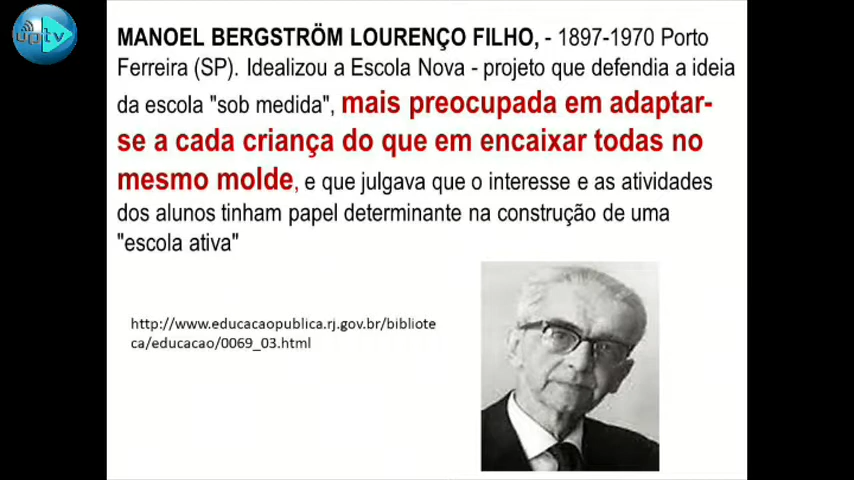 uptv
MANOEL BERGSTRÖM LOURENÇO FILHO, - 1897-1970 Porto
Ferreira (SP). Idealizou a Escola Nova - projeto que defendia a ideia
da escola "sob medida", mais preocupada em adaptar-
se a cada criança do que em encaixar todas no
mesmo molde, e que julgava que o interesse e as atividades
dos alunos tinham papel determinante na construção de uma
"escola ativa"
http://www.educacaopublica.rj.gov.br/bibliote
ca/educacao/0069_03.html